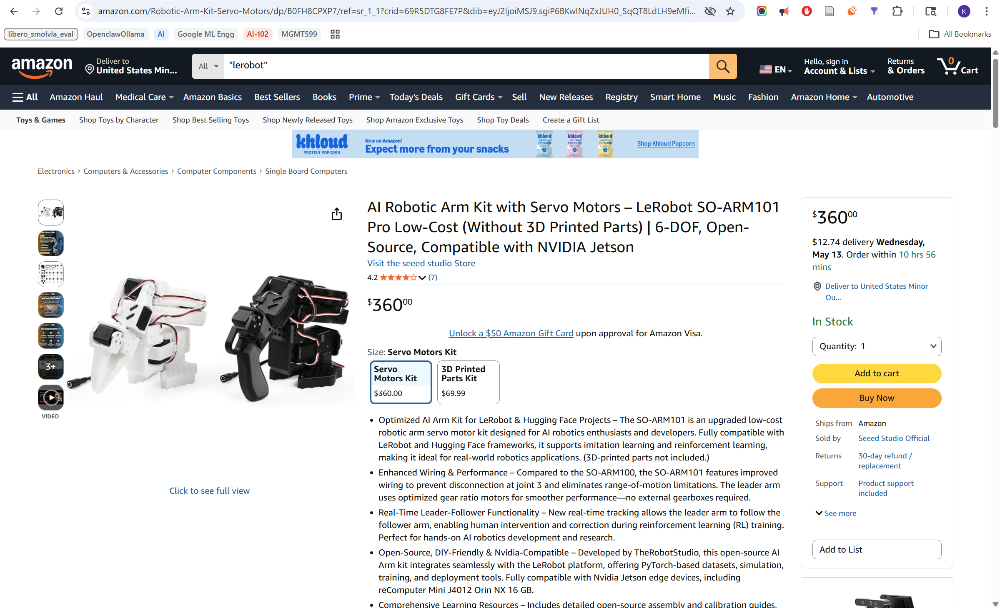 amazon.com/Robotic-Arm-Kit-Servo-Motors/dp/B0FH8CPXP7/ref=sr_1_1?crid=69R5DTG8FE7P&dib=eyJ2IjoiMSJ9.sgiP6BKwINqZxJUH0_SqQT8LdLH9eMfi...
K
libero_smolvla_eval
OpenclawOllama
AI
Google ML Engg
AI-102
MGMT599
All Bookmarks
amazon
Deliver to
United States Min...
All
"lerobot"
EN
Hello, sign in
Account & Lists
Returns
& Orders
0
Cart
All
Amazon Haul
Medical Care
Amazon Basics
Best Sellers
Books
Prime
Today's Deals
Gift Cards
Sell
New Releases
Registry
Smart Home
Music
Fashion
Amazon Home
Automotive
Toys & Games
Shop Toys by Character
Shop Best Selling Toys
Shop Newly Released Toys
Shop Amazon Exclusive Toys
Shop Toy Deals
Create a Gift List
khloud
PROTEIN POPCORN
New on Amazon!
Expect more from your snacks
khloud
PROTEIN
POPCORN
khloud
PROTEIN
POPCORN
khloud
PROTEIN
POPCORN
Shop Khloud Popcorn
Electronics › Computers & Accessories › Computer Components › Single Board Computers
3+
VIDEO
Click to see full view
AI Robotic Arm Kit with Servo Motors – LeRobot SO-ARM101
Pro Low-Cost (Without 3D Printed Parts) | 6-DOF, Open-
Source, Compatible with NVIDIA Jetson
Visit the seeed studio Store
4.2 (7)
$36000
Unlock a $50 Amazon Gift Card upon approval for Amazon Visa.
Size: Servo Motors Kit
Servo
Motors Kit
$360.00
3D Printed
Parts Kit
$69.99
• Optimized AI Arm Kit for LeRobot & Hugging Face Projects – The SO-ARM101 is an upgraded low-cost
robotic arm servo motor kit designed for AI robotics enthusiasts and developers. Fully compatible with
LeRobot and Hugging Face frameworks, it supports imitation learning and reinforcement learning,
making it ideal for real-world robotics applications. (3D-printed parts not included.)
• Enhanced Wiring & Performance – Compared to the SO-ARM100, the SO-ARM101 features improved
wiring to prevent disconnection at joint 3 and eliminates range-of-motion limitations. The leader arm
uses optimized gear ratio motors for smoother performance—no external gearboxes required.
• Real-Time Leader-Follower Functionality – New real-time tracking allows the leader arm to follow the
follower arm, enabling human intervention and correction during reinforcement learning (RL) training.
Perfect for hands-on AI robotics development and research.
• Open-Source, DIY-Friendly & Nvidia-Compatible – Developed by TheRobotStudio, this open-source AI
Arm kit integrates seamlessly with the LeRobot platform, offering PyTorch-based datasets, simulation,
training, and deployment tools. Fully compatible with Nvidia Jetson edge devices, including
reComputer Mini J4012 Orin NX 16 GB.
• Comprehensive Learning Resources – Includes detailed open-source assembly and calibration guides,
$36000
$12.74 delivery Wednesday,
May 13. Order within 10 hrs 56
mins
Deliver to United States Minor
Ou...
In Stock
Quantity: 1
Add to cart
Buy Now
Ships from Amazon
Sold by Seeed Studio Official
Returns 30-day refund /
replacement
Support Product support
included
See more
Add to List